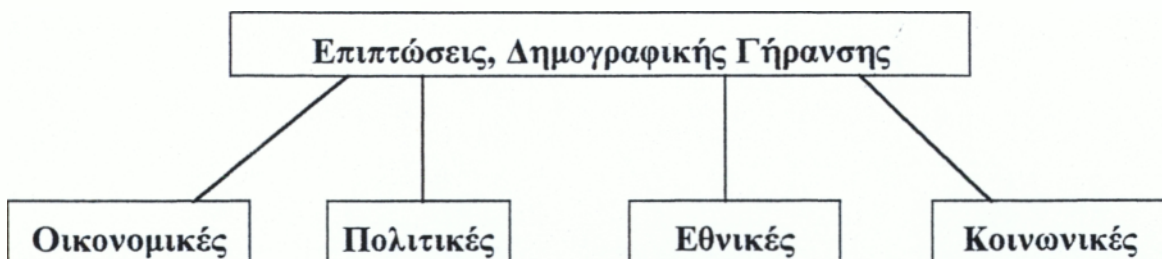 Επιπτώσεις, Δημογραφικής Γήρανσης
Οικονομικές Πολιτικές Εθνικές Κοινωνικές